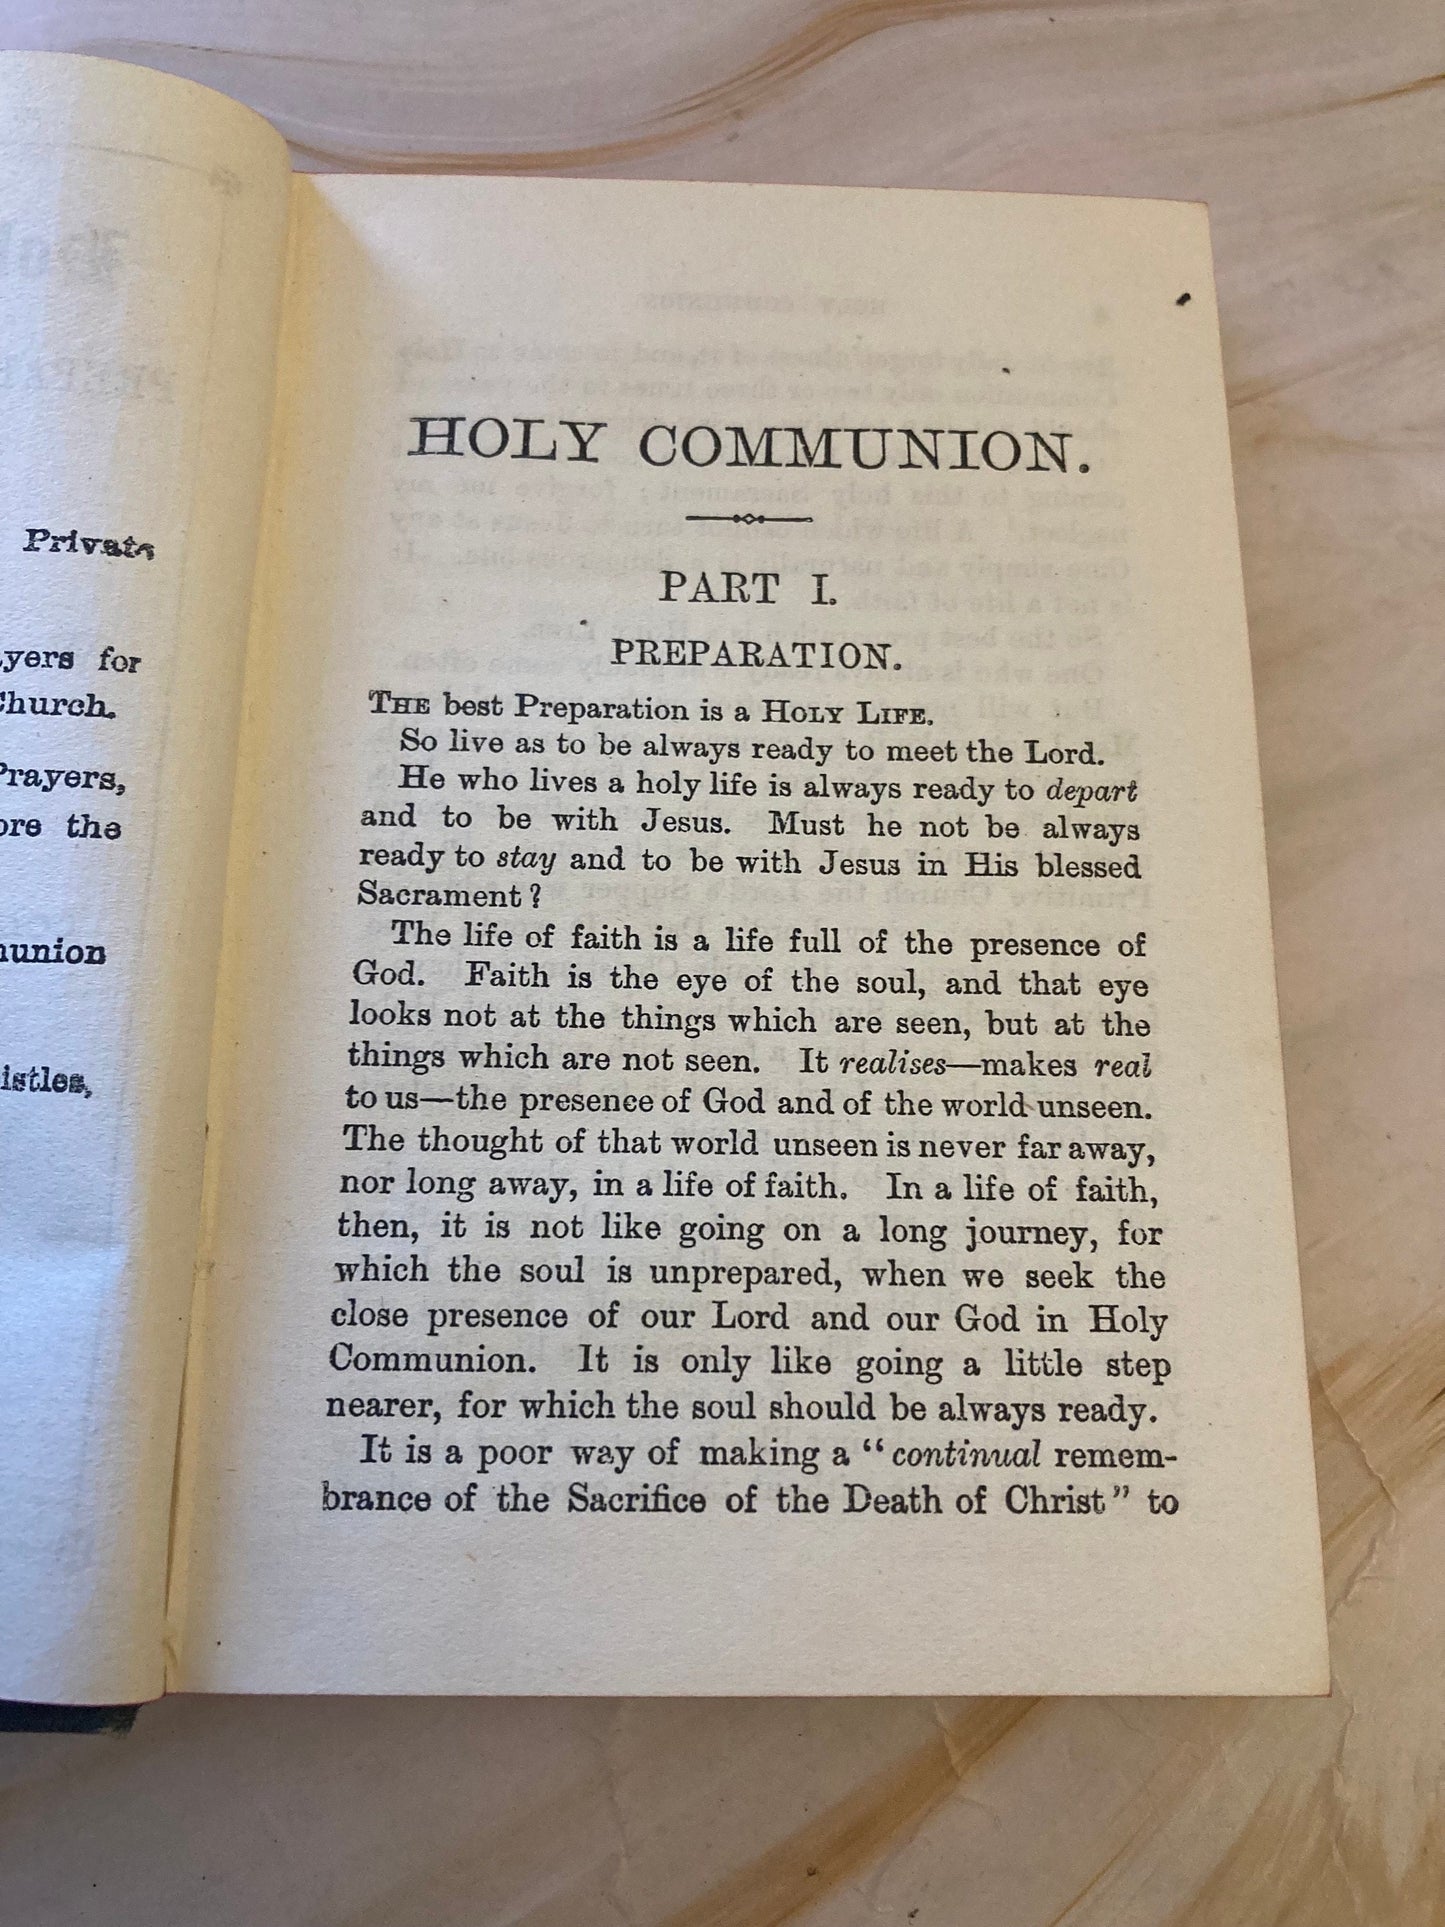 Private
yers for
Church.
Prayers,
ore the
union
istles,
HOLY COMMUNION.
PART I.
PREPARATION.
THE best Preparation is a HOLY LIFE.
So live as to be always ready to meet the Lord.
He who lives a holy life is always ready to depart
and to be with Jesus. Must he not be always
ready to stay and to be with Jesus in His blessed
Sacrament?
The life of faith is a life full of the presence of
God. Faith is the eye of the soul, and that eye
looks not at the things which are seen, but at the
things which are not seen. It realises—makes real
to us—the presence of God and of the world unseen.
The thought of that world unseen is never far away,
nor long away, in a life of faith. In a life of faith,
then, it is not like going on a long journey, for
which the soul is unprepared, when we seek the
close presence of our Lord and our God in Holy
Communion. It is only like going a little step
nearer, for which the soul should be always ready.
It is a poor way of making a "continual remem-
brance of the Sacrifice of the Death of Christ" to